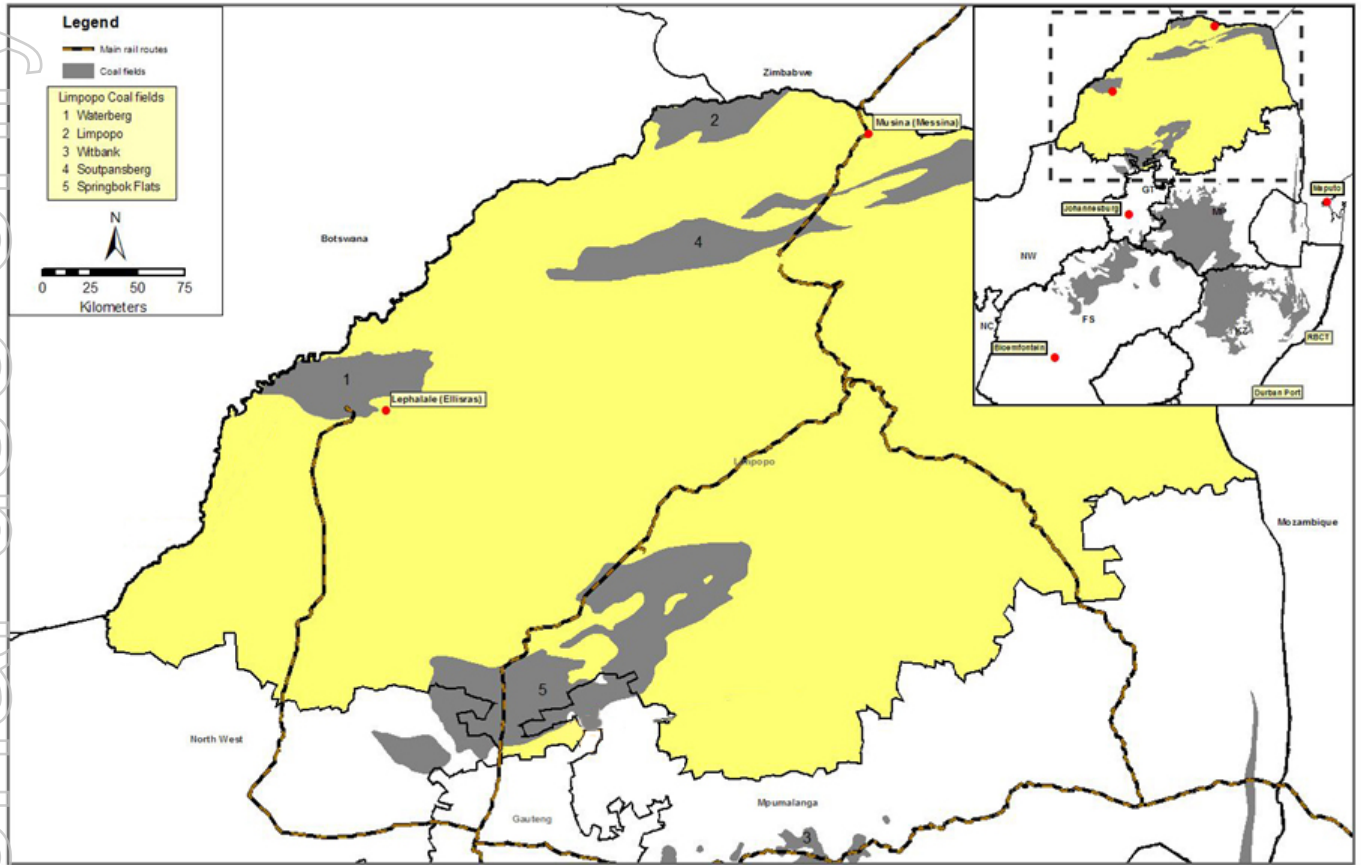 Legend
Main rail routes
Coal fields
Limpopo Coal fields
1 Waterberg
2 Limpopo
3 Witbank
4 Soutpansberg
5 Springbok Flats
N
0 25 50 75
Kilometers
Zimbabwe
2
Musina (Messina)
4
Botswana
1
Lephalale (Ellisras)
Limpopo
Mozambique
5
North West
Mpumalanga
Gauteng
3
GT
Johannesburg
MP
Maputo
NW
NC
FS
KZ
RBCT
Bloemfontain
Durban Port